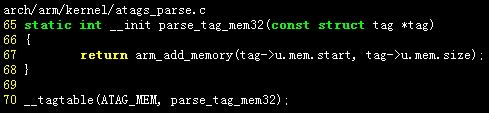 arch/arm/kernel/atags_parse.c
65 static int __init parse_tag_mem32(const struct tag *tag)
66 {
67         return arm_add_memory(tag->u.mem.start, tag->u.mem.size);
68 }
69
70 __tagtable(ATAG_MEM, parse_tag_mem32);